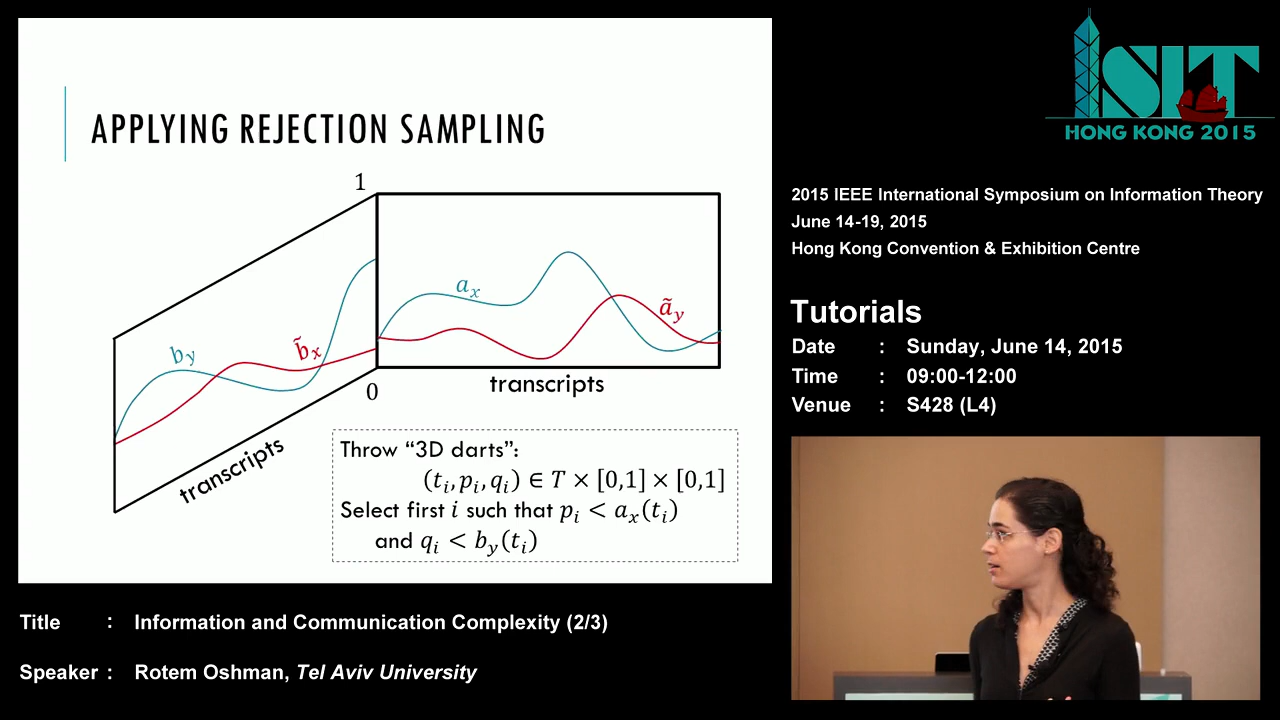 APPLYING REJECTION SAMPLING
1
a_x
ã_y
b_y
b̃_x
0
transcripts
transcripts
Throw “3D darts”:
(t_i, p_i, q_i) ∈ T × [0,1] × [0,1]
Select first i such that p_i < a_x(t_i)
and q_i < b_y(t_i)
ISIT
HONG KONG 2015
2015 IEEE International Symposium on Information Theory
June 14-19, 2015
Hong Kong Convention & Exhibition Centre
Tutorials
Date : Sunday, June 14, 2015
Time : 09:00-12:00
Venue : S428 (L4)
Title : Information and Communication Complexity (2/3)
Speaker : Rotem Oshman, Tel Aviv University